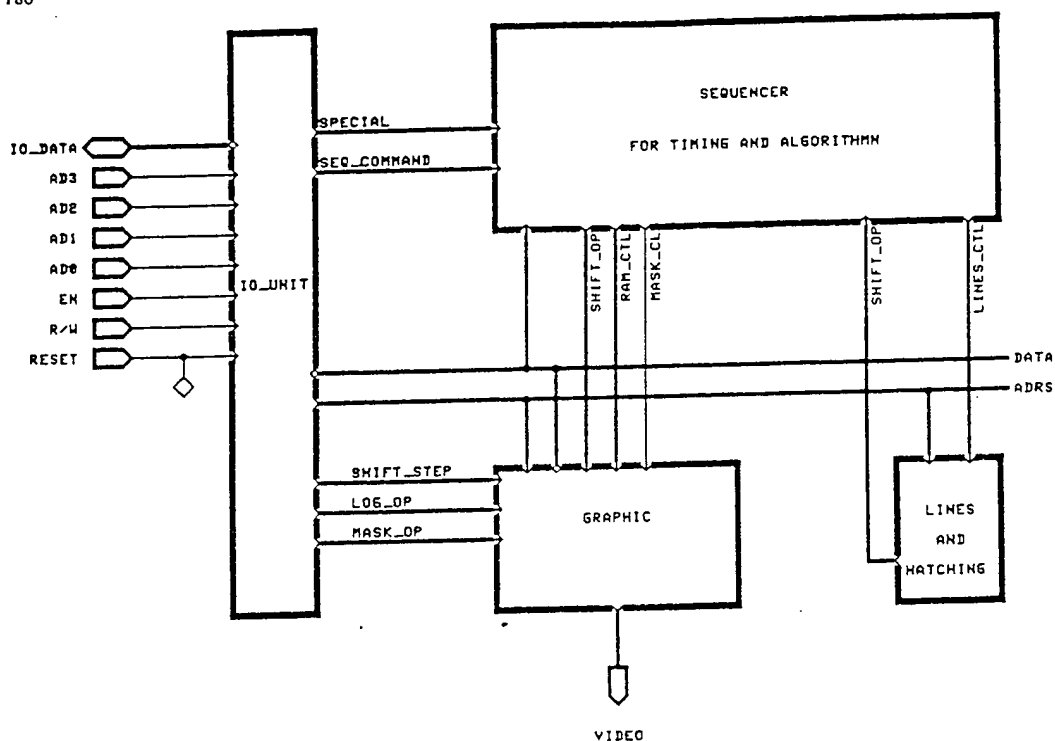 SEQUENCER
FOR TIMING AND ALGORITHMN
SPECIAL
SEQ_COMMAND
IO_DATA
AD3
AD2
AD1
AD0
EN
R/W
RESET
IO_UNIT
SHIFT_OP
RAM_CTL
MASK_CL
SHIFT_OP
LINES_CTL
DATA
ADRS
SHIFT_STEP
LOG_OP
MASK_OP
GRAPHIC
LINES
AND
HATCHING
VIDEO